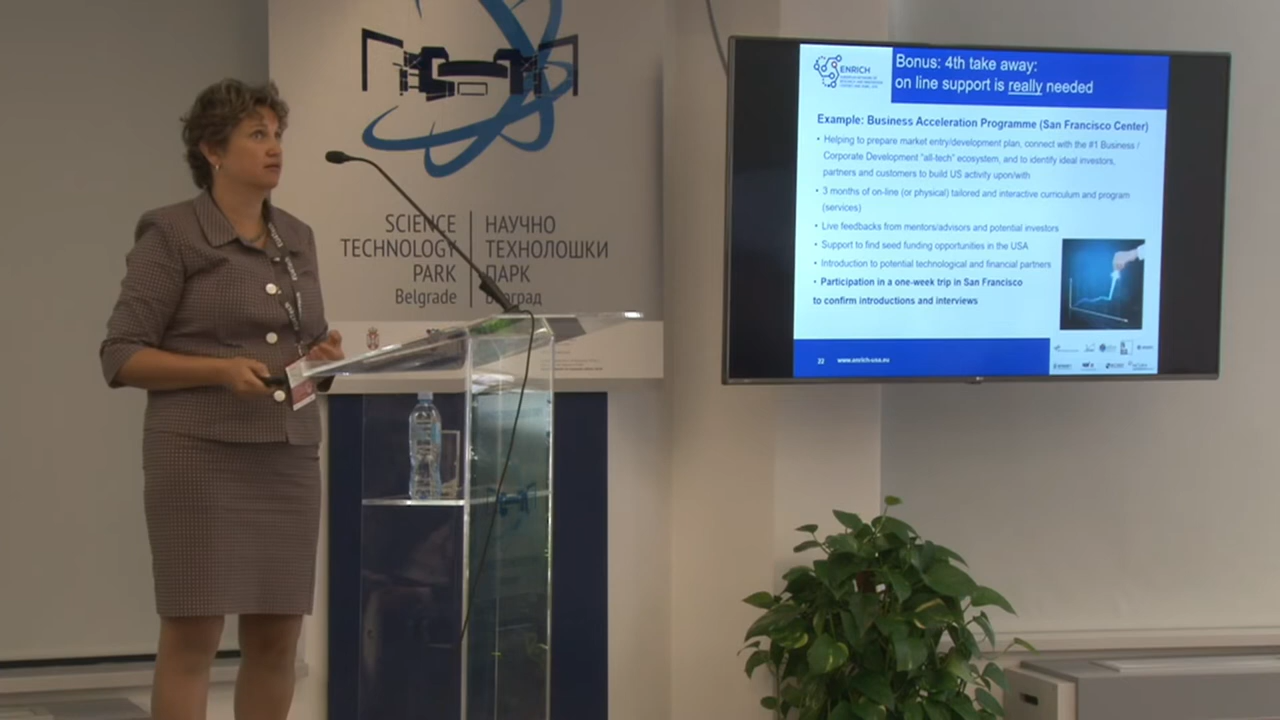 SCIENCE
TECHNOLOGY
PARK
Belgrade
НАУЧНО
ТЕХНОЛОШКИ
ПАРК
Београд
ENRICH
Bonus: 4th take away:
on line support is really needed
Example: Business Acceleration Programme (San Francisco Center)
• Helping to prepare market entry/development plan, connect with the #1 Business /
Corporate Development "all-tech" ecosystem, and to identify ideal investors,
partners and customers to build US activity upon/with
• 3 months of on-line (or physical) tailored and interactive curriculum and program
(services)
• Live feedbacks from mentors/advisors and potential investors
• Support to find seed funding opportunities in the USA
• Introduction to potential technological and financial partners
• Participation in a one-week trip in San Francisco
to confirm introductions and interviews
22 www.enrich-usa.eu